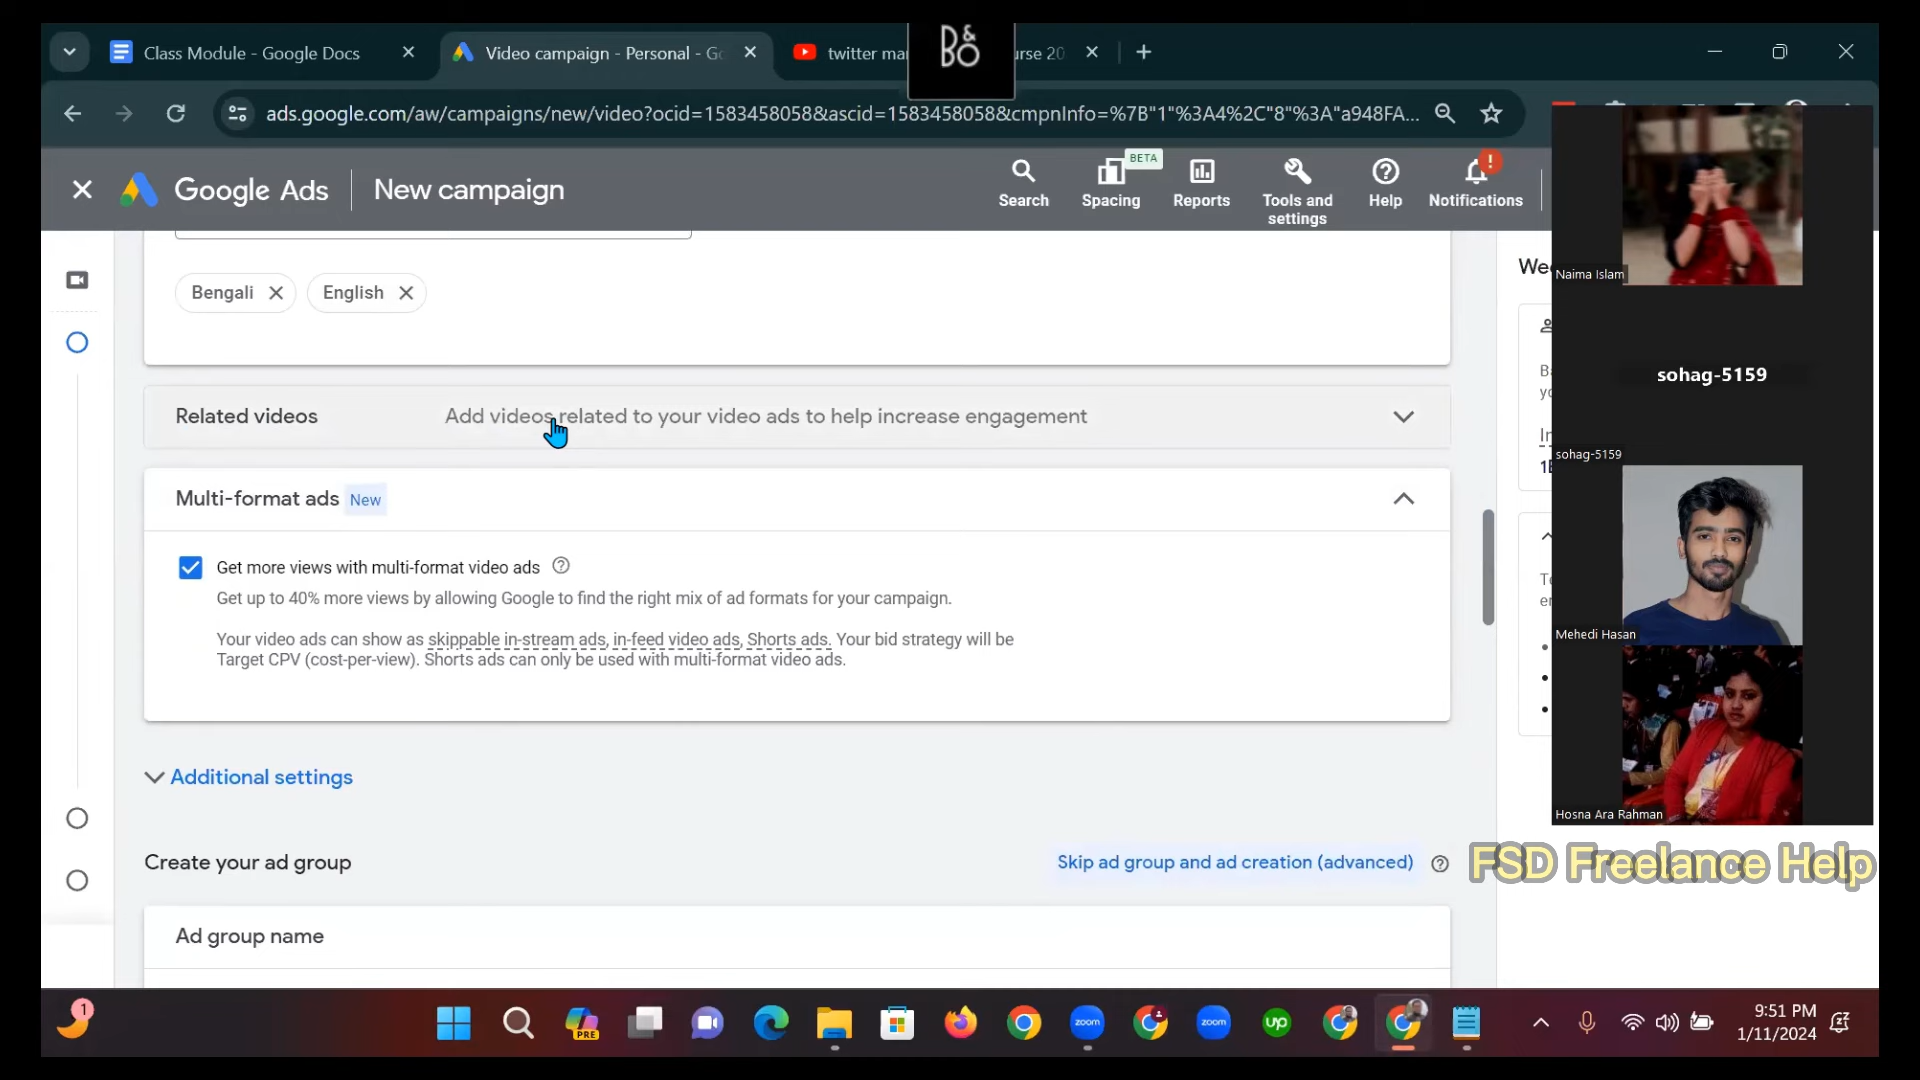 Class Module - Google Docs
Video campaign - Personal - Go
twitter mar
urse 20
B&O
ads.google.com/aw/campaigns/new/video?ocid=1583458058&ascid=1583458058&cmpnInfo=%7B"1"%3A4%2C"8"%3A"a948FA...
Google Ads
New campaign
Search
Spacing
BETA
Reports
Tools and
settings
Help
Notifications
Bengali
English
Related videos
Add videos related to your video ads to help increase engagement
Multi-format ads
New
Get more views with multi-format video ads
Get up to 40% more views by allowing Google to find the right mix of ad formats for your campaign.
Your video ads can show as skippable in-stream ads, in-feed video ads, Shorts ads. Your bid strategy will be
Target CPV (cost-per-view). Shorts ads can only be used with multi-format video ads.
Additional settings
Create your ad group
Skip ad group and ad creation (advanced)
Ad group name
Naima Islam
sohag-5159
sohag-5159
Mehedi Hasan
Hosna Ara Rahman
FSD Freelance Help
1
PRE
zoom
zoom
up
9:51 PM
1/11/2024